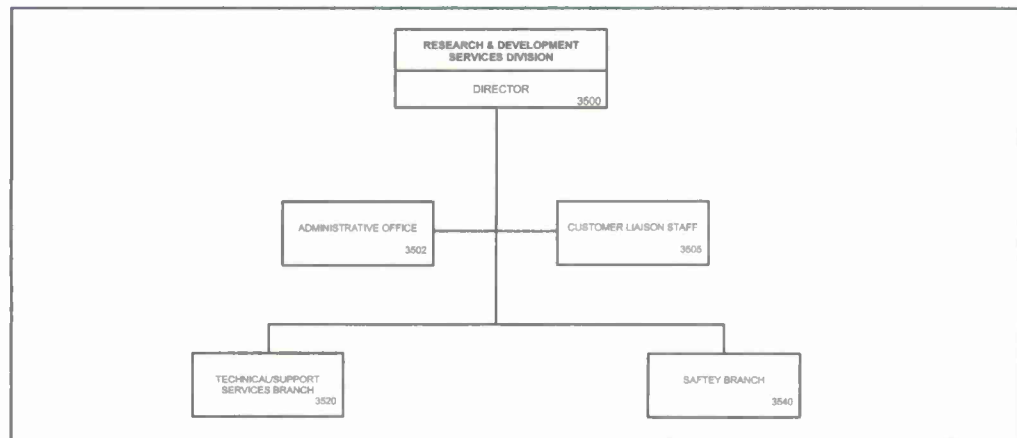 RESEARCH & DEVELOPMENT
SERVICES DIVISION
DIRECTOR
3500
ADMINISTRATIVE OFFICE
3502
CUSTOMER LIAISON STAFF
3505
TECHNICAL/SUPPORT
SERVICES BRANCH
3520
SAFTEY BRANCH
3540